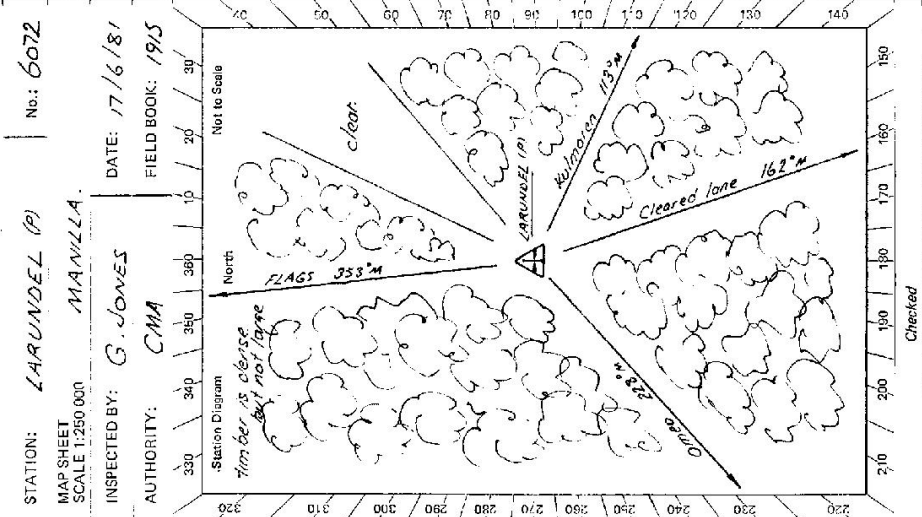 STATION: LARUNDEL (P) No.: 6072
MAP SHEET
SCALE 1:250 000 MANILLA.
INSPECTED BY: G. JONES DATE: 17/6/81
AUTHORITY: CMA FIELD BOOK: 1915
320 310 300 290 280 270 260 250 240 230 220
330 340 350 360 10 20 30
40 50 60 70 80 90 100 110 120 130 140
150 160 170 180 190 200 210
Station Diagram
North
Not to Scale
Timber is dense
but not large
FLAGS 353°M
clear.
LARUNDEL (P)
Kulmoren 113°M
Cleared lane 162°M
228°M
Checked